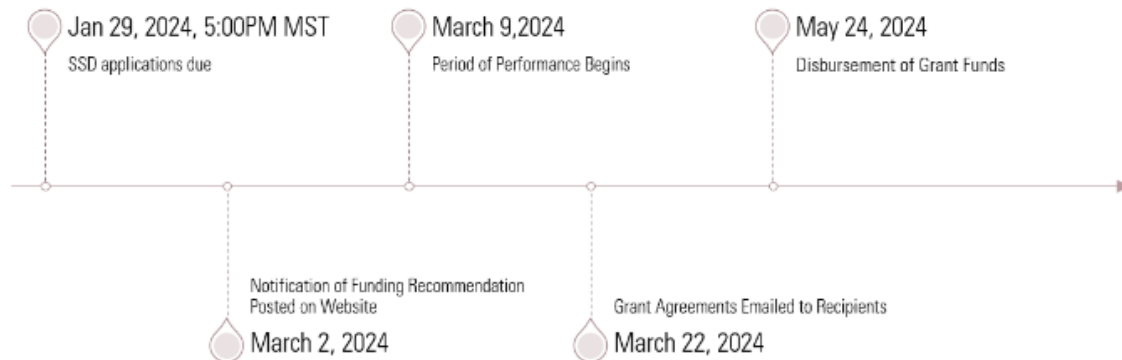 Jan 29, 2024, 5:00PM MST
SSD applications due
March 9,2024
Period of Performance Begins
May 24, 2024
Disbursement of Grant Funds
Notification of Funding Recommendation
Posted on Website
March 2, 2024
Grant Agreements Emailed to Recipients
March 22, 2024